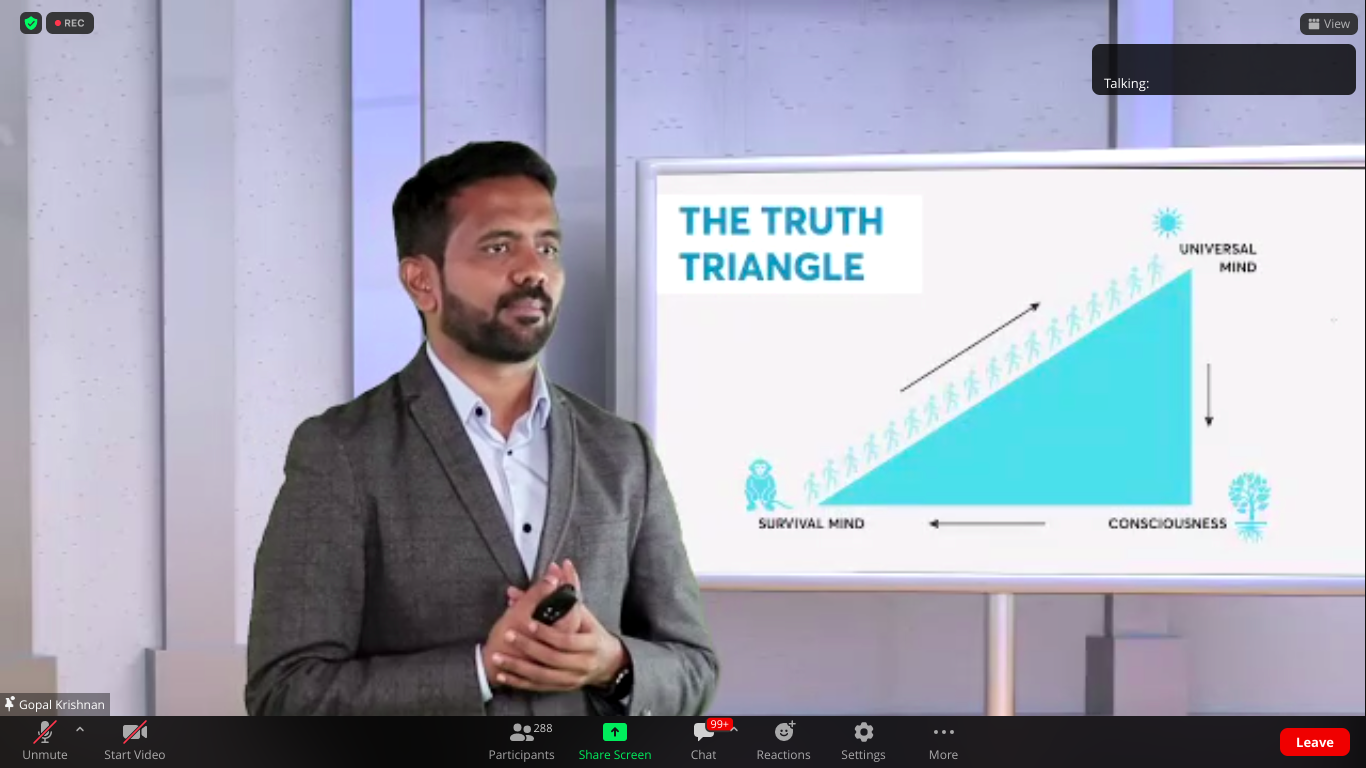 REC
View
Talking:
THE TRUTH
TRIANGLE
UNIVERSAL
MIND
SURVIVAL MIND
CONSCIOUSNESS
Gopal Krishnan
Unmute
Start Video
288
Participants
Share Screen
99+
Chat
Reactions
Settings
More
Leave